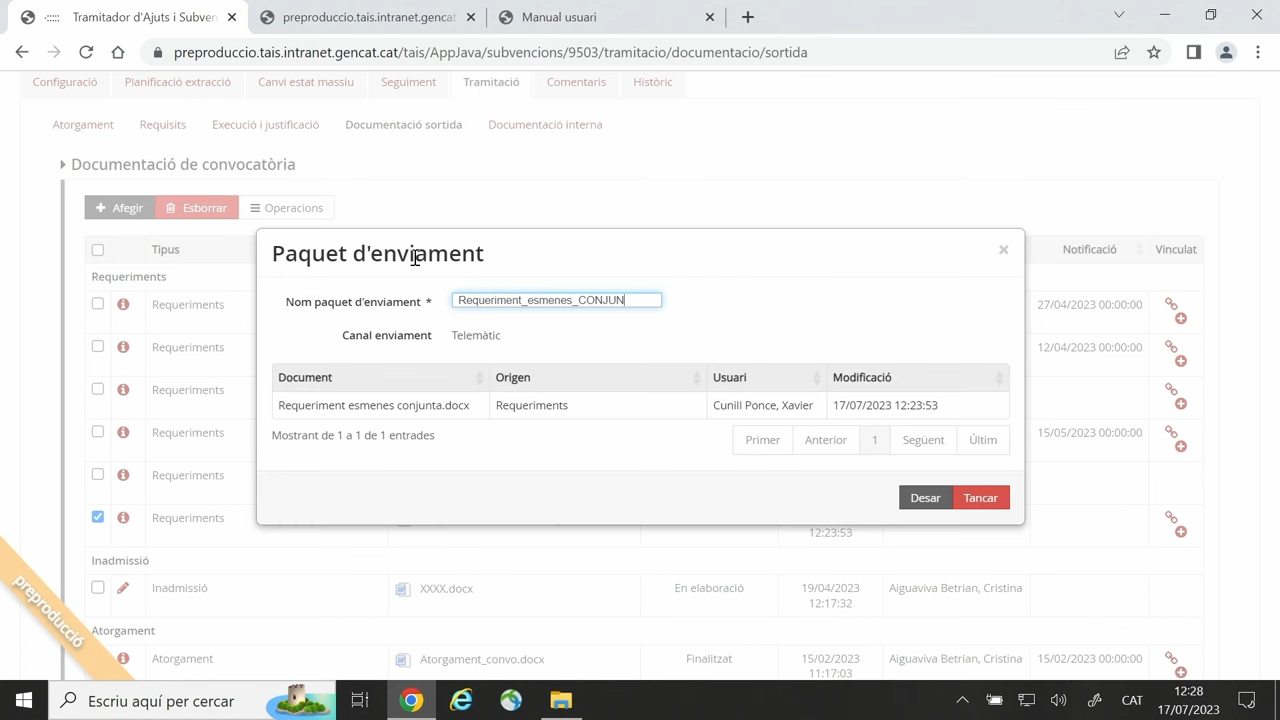 Tramitador d'Ajuts i Subven
preproduccio.tais.intranet.gencat
Manual usuari
preproduccio.tais.intranet.gencat.cat/tais/AppJava/subvencions/9503/tramitacio/documentacio/sortida
Configuració Planificació extracció Canvi estat massiu Seguiment Tramitació Comentaris Històric
Atorgament Requisits Execució i justificació Documentació sortida Documentació interna
Documentació de convocatòria
Afegir Esborrar Operacions
Tipus Notificació Vinculat
Requeriments
Requeriments 27/04/2023 00:00:00
Requeriments 12/04/2023 00:00:00
Requeriments
Requeriments 15/05/2023 00:00:00
Requeriments
Requeriments
12:23:53
Paquet d'enviament
Nom paquet d'enviament * Requeriment_esmenes_CONJUN
Canal enviament Telemàtic
Document Origen Usuari Modificació
Requeriment esmenes conjunta.docx Requeriments Cunill Ponce, Xavier 17/07/2023 12:23:53
Mostrant de 1 a 1 de 1 entrades
Primer Anterior 1 Següent Últim
Desar Tancar
Inadmissió
Inadmissió XXXX.docx En elaboració 19/04/2023 Aiguaviva Betrian, Cristina
12:17:32
Atorgament
Atorgament Atorgament_convo.docx Finalitzat 15/02/2023 Aiguaviva Betrian, Cristina 15/02/2023 00:00:00
11:17:03
preproducció
Escriu aquí per cercar
CAT
12:28
17/07/2023